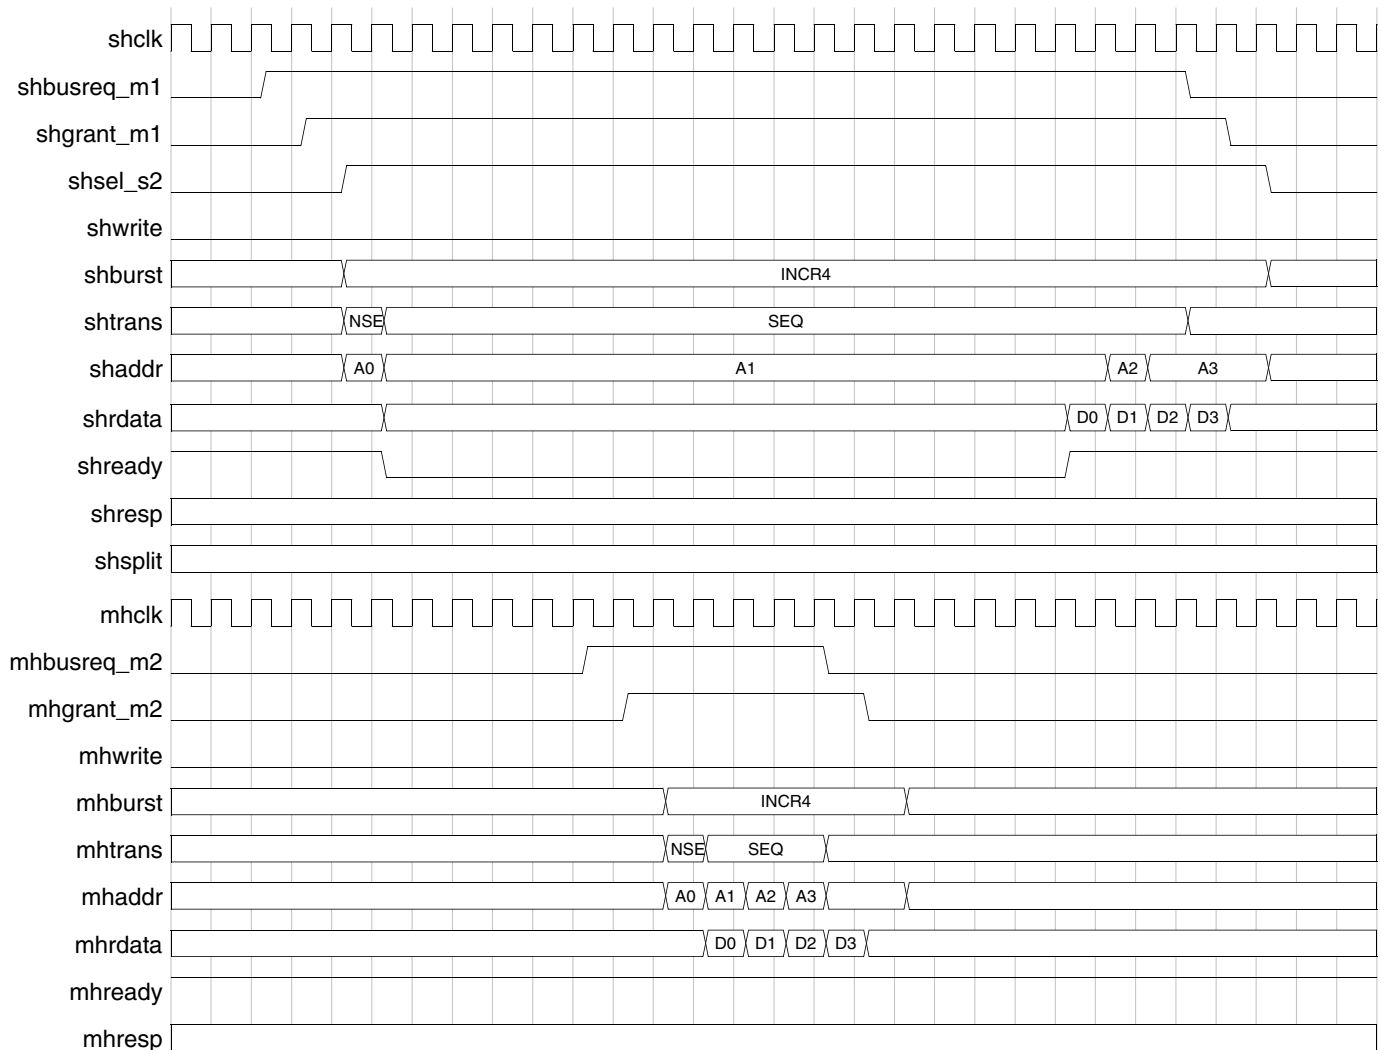 shclk
shbusreq_m1
shgrant_m1
shsel_s2
shwrite
shburst INCR4
shtrans NSE SEQ
shaddr A0 A1 A2 A3
shrdata D0 D1 D2 D3
shready
shresp
shsplit
mhclk
mhbusreq_m2
mhgrant_m2
mhwrite
mhburst INCR4
mhtrans NSE SEQ
mhaddr A0 A1 A2 A3
mhrdata D0 D1 D2 D3
mhready
mhresp